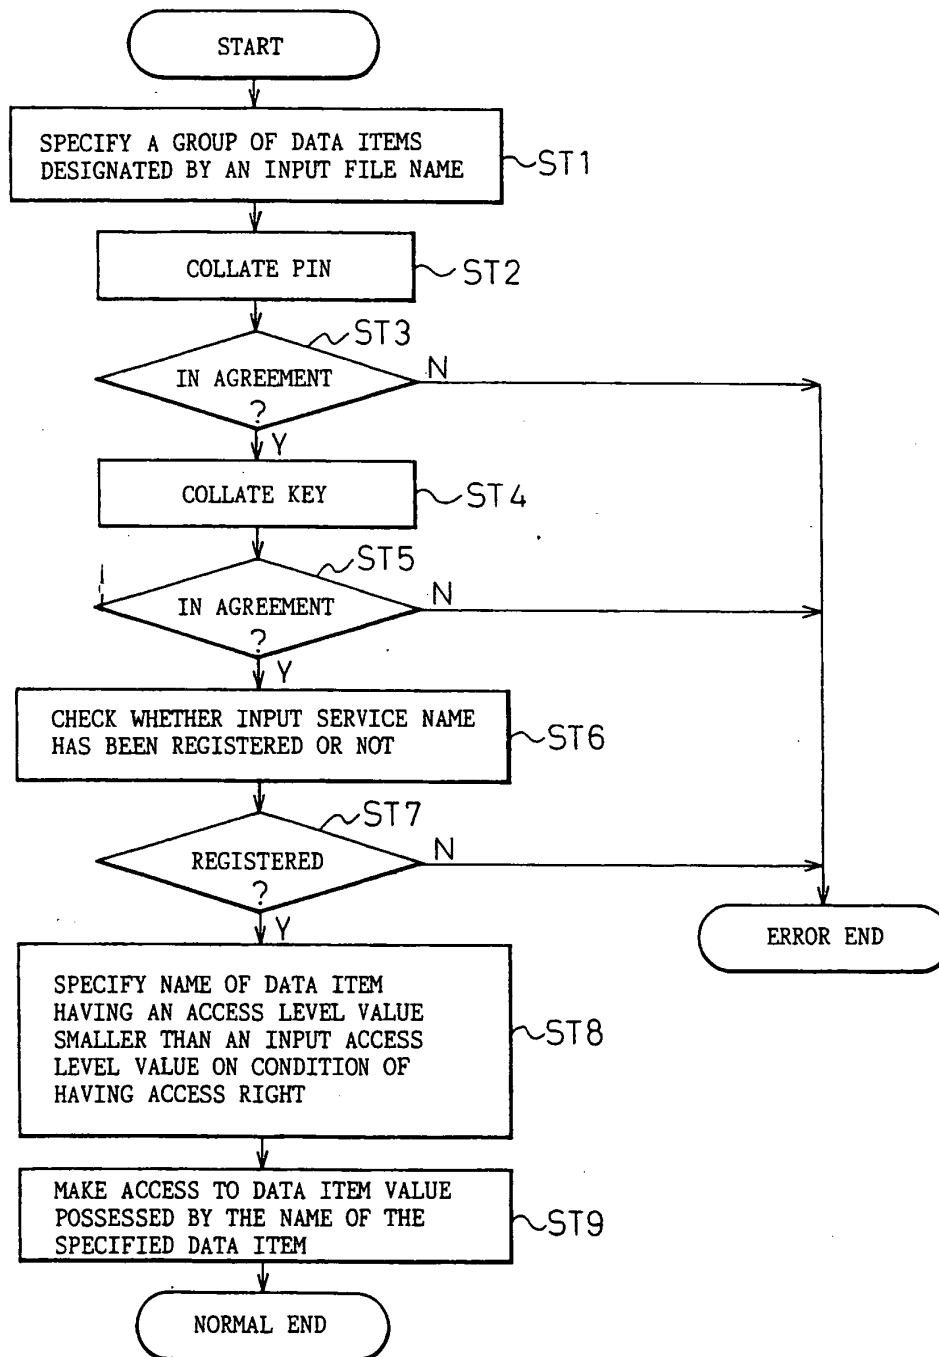 START
SPECIFY A GROUP OF DATA ITEMS
DESIGNATED BY AN INPUT FILE NAME
ST1
COLLATE PIN
ST2
ST3
IN AGREEMENT
?
N
Y
COLLATE KEY
ST4
ST5
IN AGREEMENT
?
N
Y
CHECK WHETHER INPUT SERVICE NAME
HAS BEEN REGISTERED OR NOT
ST6
ST7
REGISTERED
?
N
Y
ERROR END
SPECIFY NAME OF DATA ITEM
HAVING AN ACCESS LEVEL VALUE
SMALLER THAN AN INPUT ACCESS
LEVEL VALUE ON CONDITION OF
HAVING ACCESS RIGHT
ST8
MAKE ACCESS TO DATA ITEM VALUE
POSSESSED BY THE NAME OF THE
SPECIFIED DATA ITEM
ST9
NORMAL END